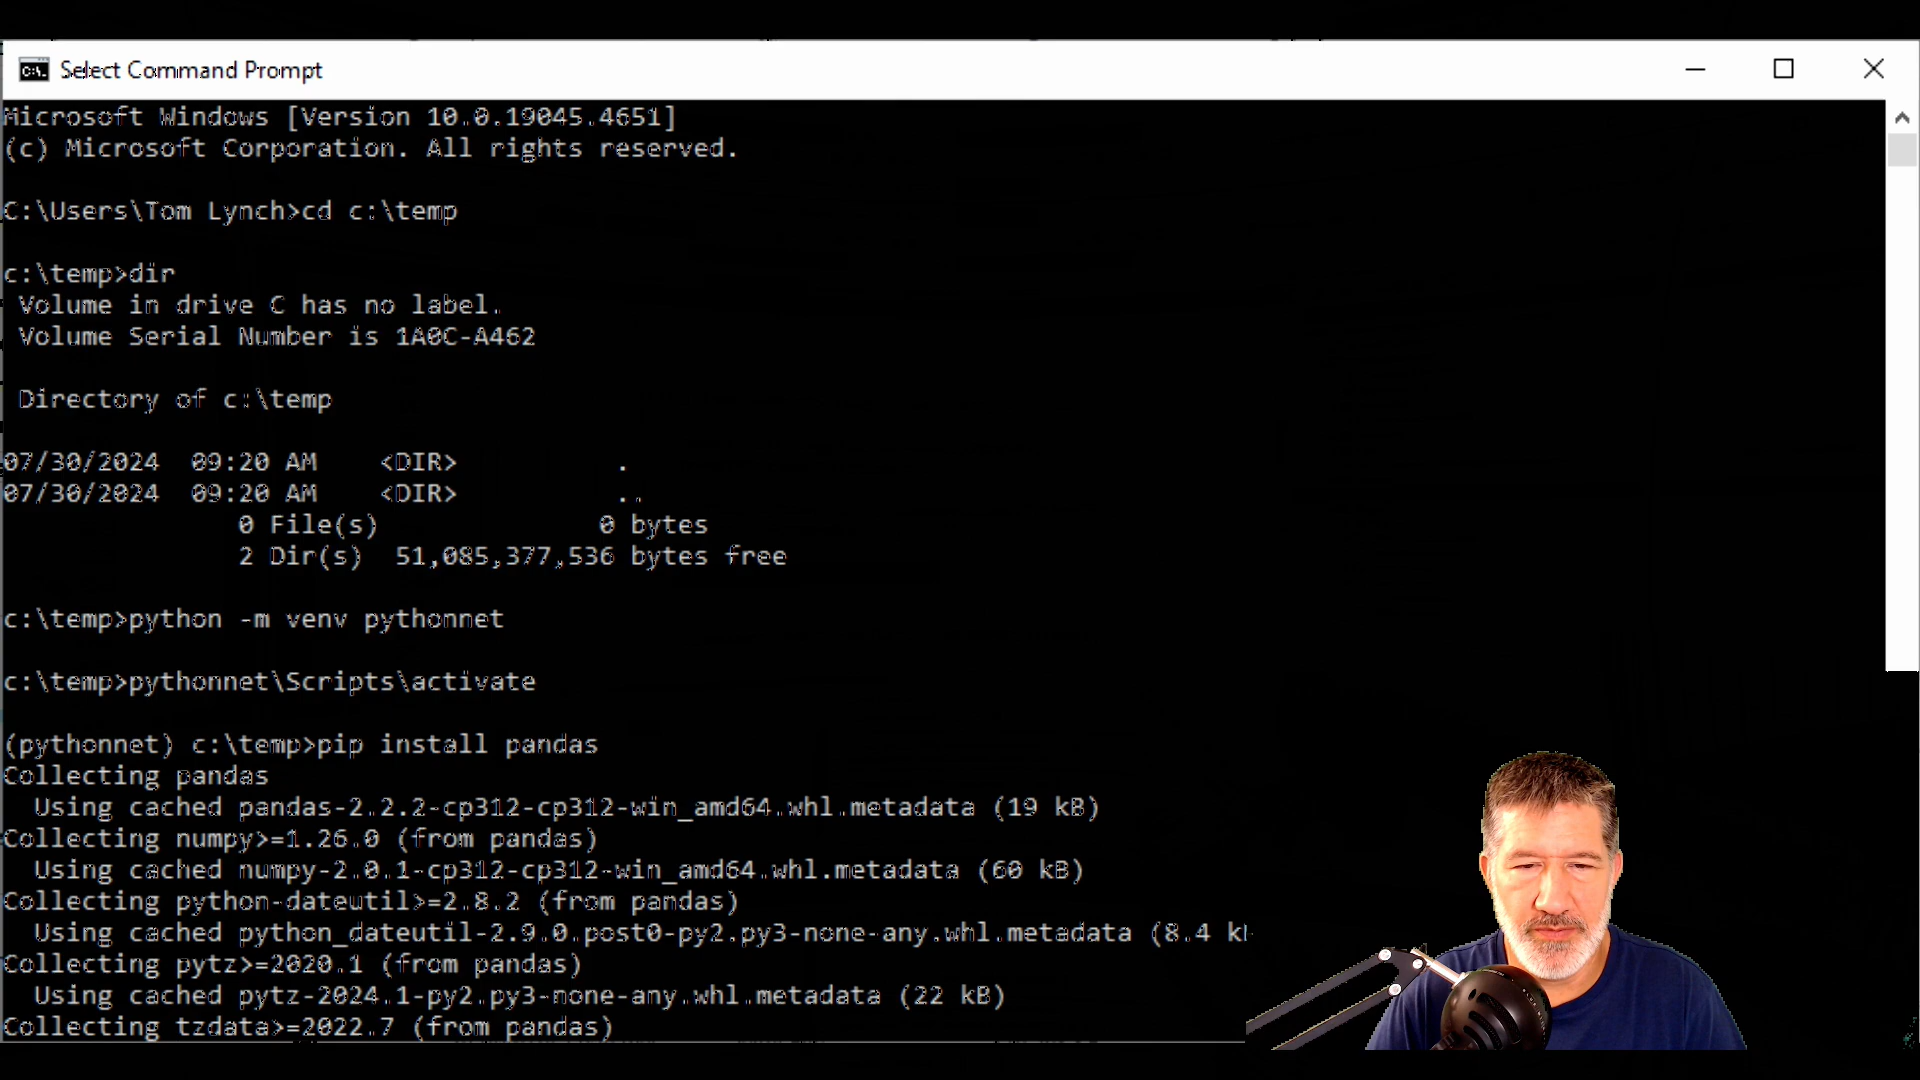 Select Command Prompt
Microsoft Windows [Version 10.0.19045.4651]
(c) Microsoft Corporation. All rights reserved.
C:\Users\Tom Lynch>cd c:\temp
c:\temp>dir
Volume in drive C has no label.
Volume Serial Number is 1A0C-A462
Directory of c:\temp
07/30/2024  09:20 AM    <DIR>          .
07/30/2024  09:20 AM    <DIR>          ..
0 File(s)              0 bytes
2 Dir(s)  51,085,377,536 bytes free
c:\temp>python -m venv pythonnet
c:\temp>pythonnet\Scripts\activate
(pythonnet) c:\temp>pip install pandas
Collecting pandas
Using cached pandas-2.2.2-cp312-cp312-win_amd64.whl.metadata (19 kB)
Collecting numpy>=1.26.0 (from pandas)
Using cached numpy-2.0.1-cp312-cp312-win_amd64.whl.metadata (60 kB)
Collecting python-dateutil>=2.8.2 (from pandas)
Using cached python_dateutil-2.9.0.post0-py2.py3-none-any.whl.metadata (8.4
Collecting pytz>=2020.1 (from pandas)
Using cached pytz-2024.1-py2.py3-none-any.whl.metadata (22 kB)
Collecting tzdata>=2022.7 (from pandas)